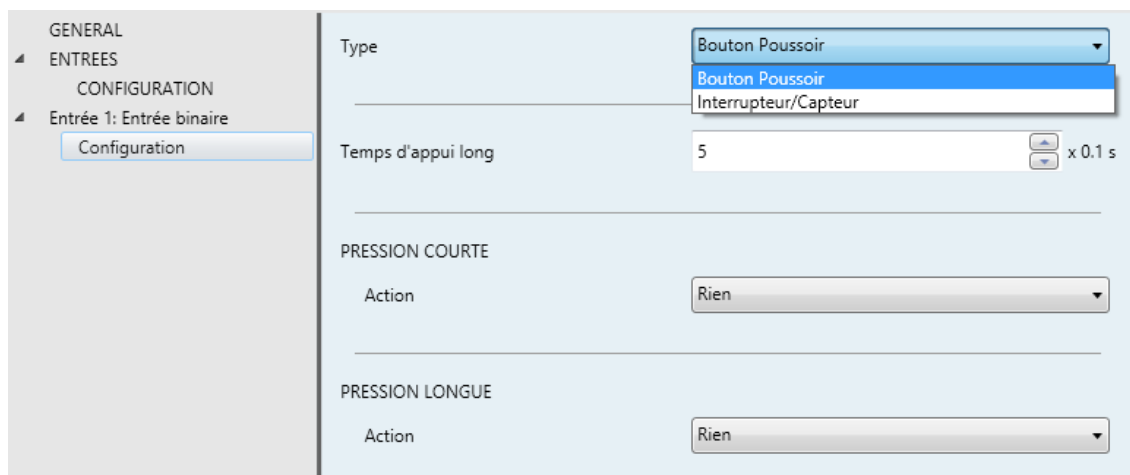 GENERAL
ENTREES
CONFIGURATION
Entrée 1: Entrée binaire
Configuration
Type
Bouton Poussoir
Bouton Poussoir
Interrupteur/Capteur
Temps d'appui long
5
x 0.1 s
PRESSION COURTE
Action
Rien
PRESSION LONGUE
Action
Rien